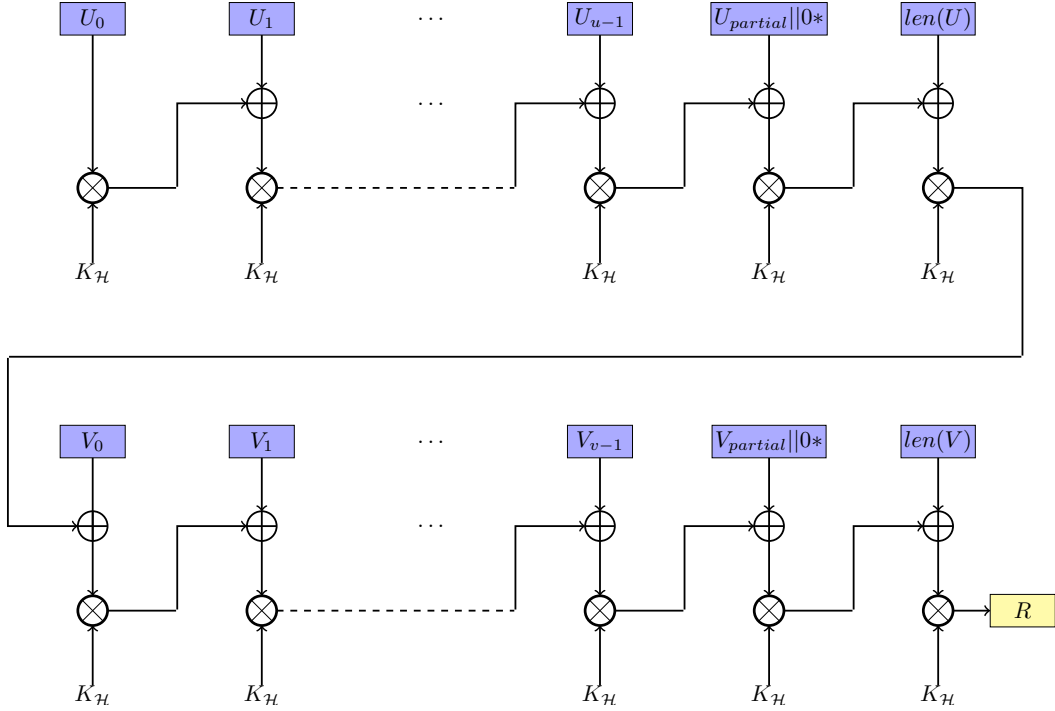 U_0 U_1 ··· U_{u−1} U_{partial}||0* len(U)
···
K_ℋ K_ℋ K_ℋ K_ℋ K_ℋ
V_0 V_1 ··· V_{v−1} V_{partial}||0* len(V)
···
R
K_ℋ K_ℋ K_ℋ K_ℋ K_ℋ